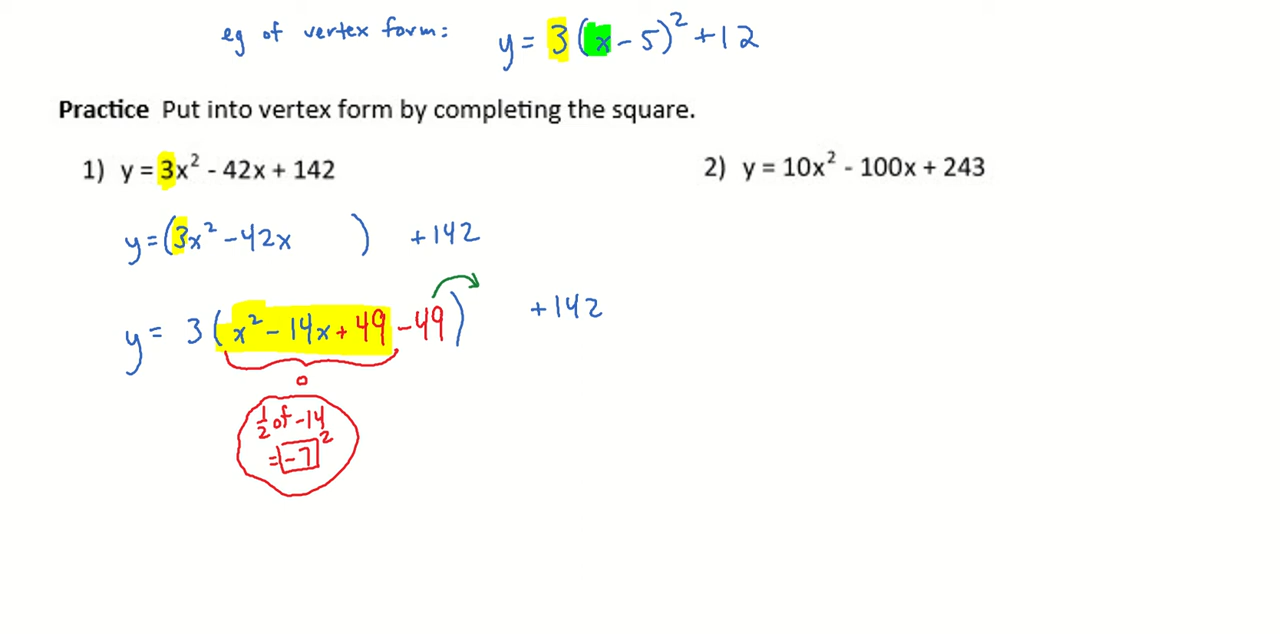 eg of vertex form: y = 3(x - 5)² + 12
Practice Put into vertex form by completing the square.
1) y = 3x² - 42x + 142
2) y = 10x² - 100x + 243
y = (3x² - 42x ) + 142
y = 3(x² - 14x + 49 - 49) + 142
½ of -14
= -7²